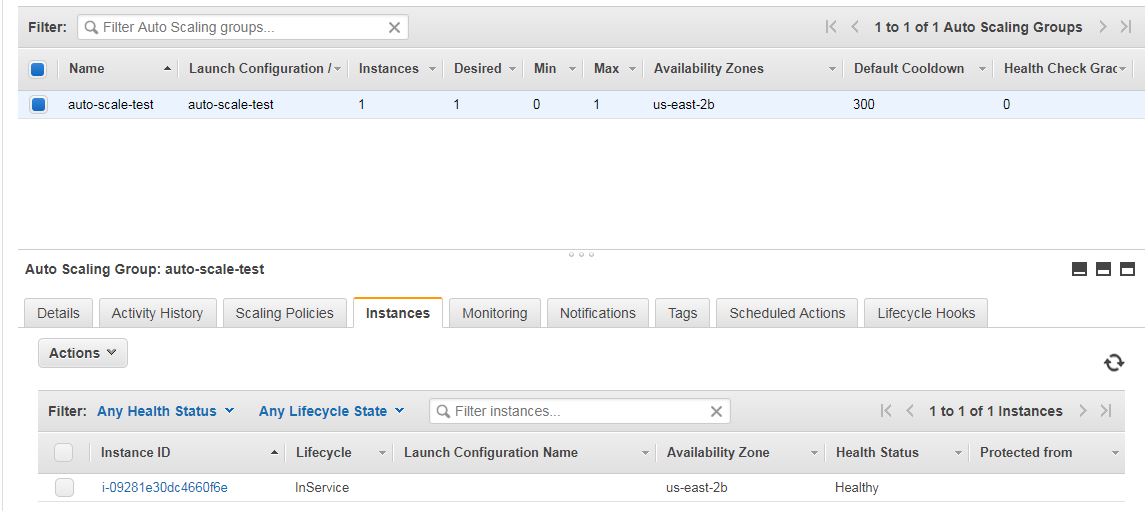 Filter: Filter Auto Scaling groups... 1 to 1 of 1 Auto Scaling Groups
Name Launch Configuration / Instances Desired Min Max Availability Zones Default Cooldown Health Check Grac
auto-scale-test auto-scale-test 1 1 0 1 us-east-2b 300 0
Auto Scaling Group: auto-scale-test
Details Activity History Scaling Policies Instances Monitoring Notifications Tags Scheduled Actions Lifecycle Hooks
Actions
Filter: Any Health Status Any Lifecycle State Filter instances... 1 to 1 of 1 Instances
Instance ID Lifecycle Launch Configuration Name Availability Zone Health Status Protected from
i-09281e30dc4660f6e InService us-east-2b Healthy